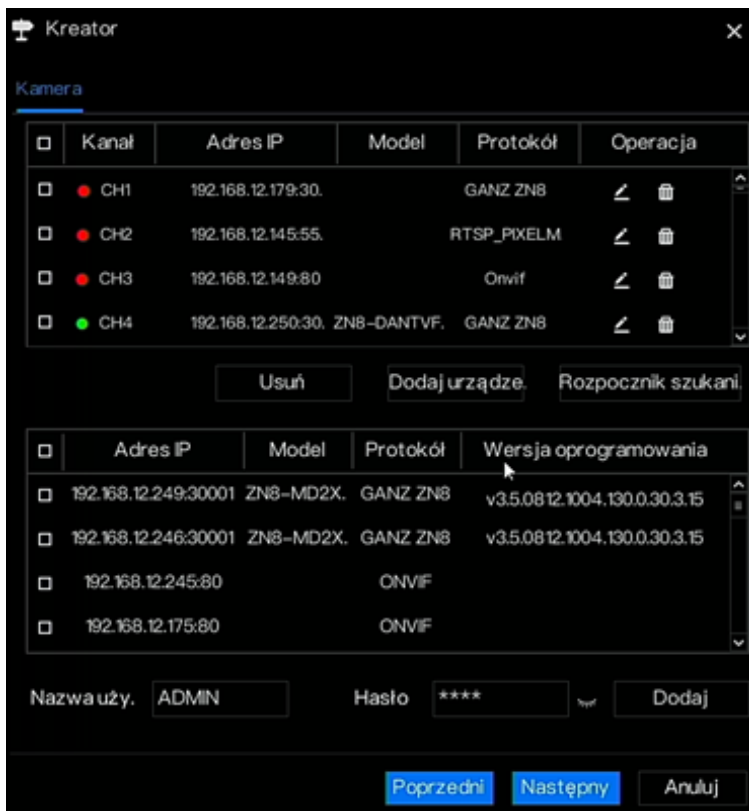 Kreator
Kamera
Kanał Adres IP Model Protokół Operacja
CH1 192.168.12.179:30. GANZ ZN8
CH2 192.168.12.145:55. RTSP_PIXELM
CH3 192.168.12.149:80 Onvif
CH4 192.168.12.250:30. ZN8-DANTVF. GANZ ZN8
Usuń Dodaj urządze. Rozpocznik szukani.
Adres IP Model Protokół Wersja oprogramowania
192.168.12.249:30001 ZN8-MD2X. GANZ ZN8 v3.5.0812.1004.130.0.30.3.15
192.168.12.246:30001 ZN8-MD2X. GANZ ZN8 v3.5.0812.1004.130.0.30.3.15
192.168.12.245:80 ONVIF
192.168.12.175:80 ONVIF
Nazwa uży. ADMIN Hasło **** Dodaj
Poprzedni Następny Anuluj